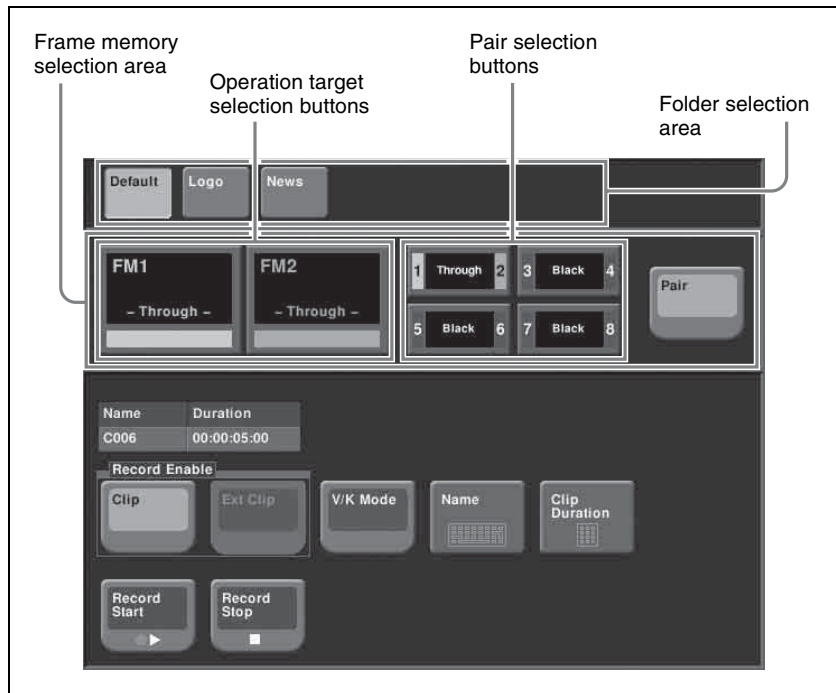 Frame memory
selection area
Operation target
selection buttons
Pair selection
buttons
Folder selection
area
Default Logo News
FM1 FM2
– Through – – Through –
1 Through 2 3 Black 4
5 Black 6 7 Black 8
Pair
Name Duration
C006 00:00:05:00
Record Enable
Clip Ext Clip V/K Mode Name Clip
Duration
Record
Start
Record
Stop